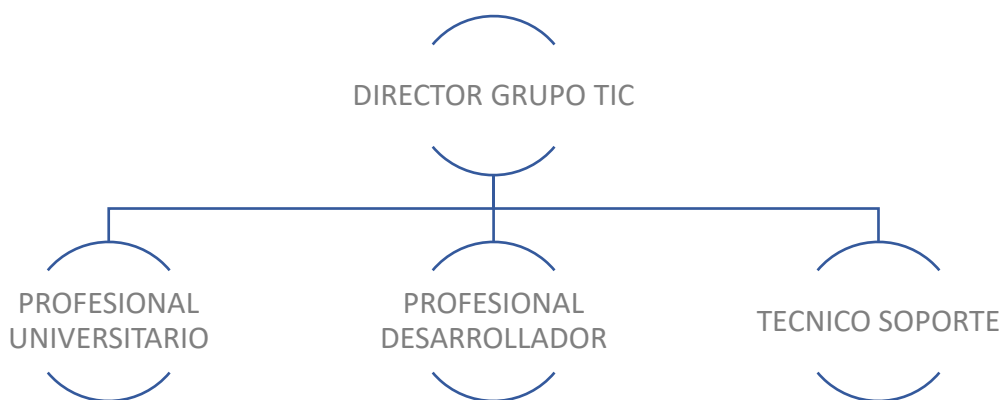 DIRECTOR GRUPO TIC
PROFESIONAL
UNIVERSITARIO
PROFESIONAL
DESARROLLADOR
TECNICO SOPORTE